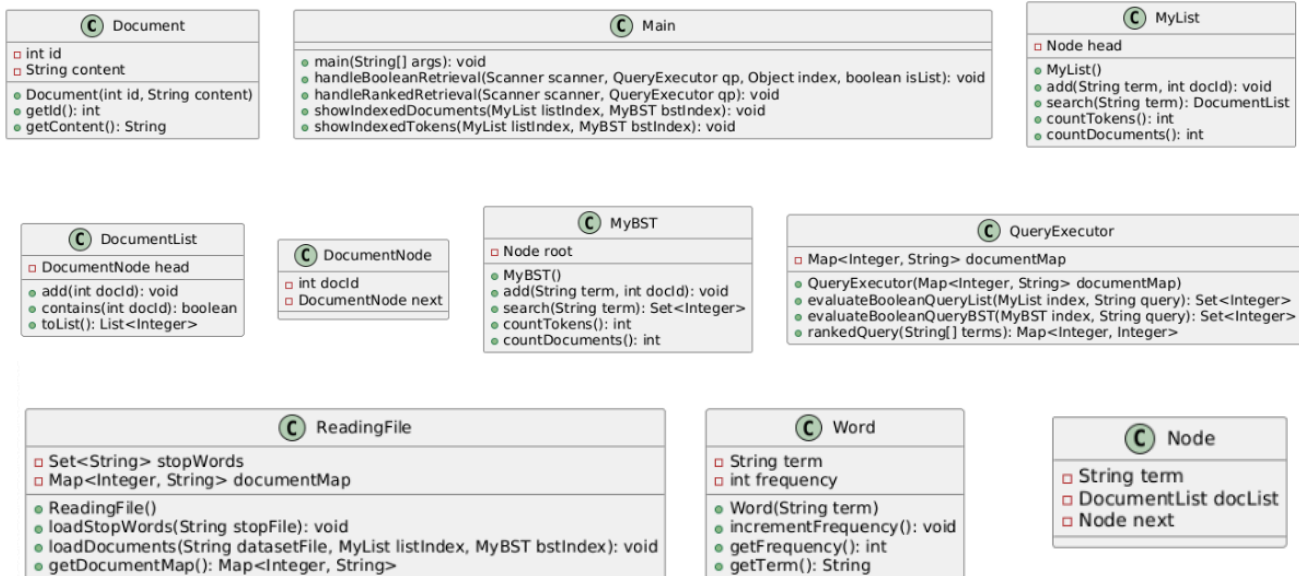 C Document
int id
String content
Document(int id, String content)
getId(): int
getContent(): String
C Main
main(String[] args): void
handleBooleanRetrieval(Scanner scanner, QueryExecutor qp, Object index, boolean isList): void
handleRankedRetrieval(Scanner scanner, QueryExecutor qp): void
showIndexedDocuments(MyList listIndex, MyBST bstIndex): void
showIndexedTokens(MyList listIndex, MyBST bstIndex): void
C MyList
Node head
MyList()
add(String term, int docId): void
search(String term): DocumentList
countTokens(): int
countDocuments(): int
C DocumentList
DocumentNode head
add(int docId): void
contains(int docId): boolean
toList(): List<Integer>
C DocumentNode
int docId
DocumentNode next
C MyBST
Node root
MyBST()
add(String term, int docId): void
search(String term): Set<Integer>
countTokens(): int
countDocuments(): int
C QueryExecutor
Map<Integer, String> documentMap
QueryExecutor(Map<Integer, String> documentMap)
evaluateBooleanQueryList(MyList index, String query): Set<Integer>
evaluateBooleanQueryBST(MyBST index, String query): Set<Integer>
rankedQuery(String[] terms): Map<Integer, Integer>
C ReadingFile
Set<String> stopWords
Map<Integer, String> documentMap
ReadingFile()
loadStopWords(String stopFile): void
loadDocuments(String datasetFile, MyList listIndex, MyBST bstIndex): void
getDocumentMap(): Map<Integer, String>
C Word
String term
int frequency
Word(String term)
incrementFrequency(): void
getFrequency(): int
getTerm(): String
C Node
String term
DocumentList docList
Node next